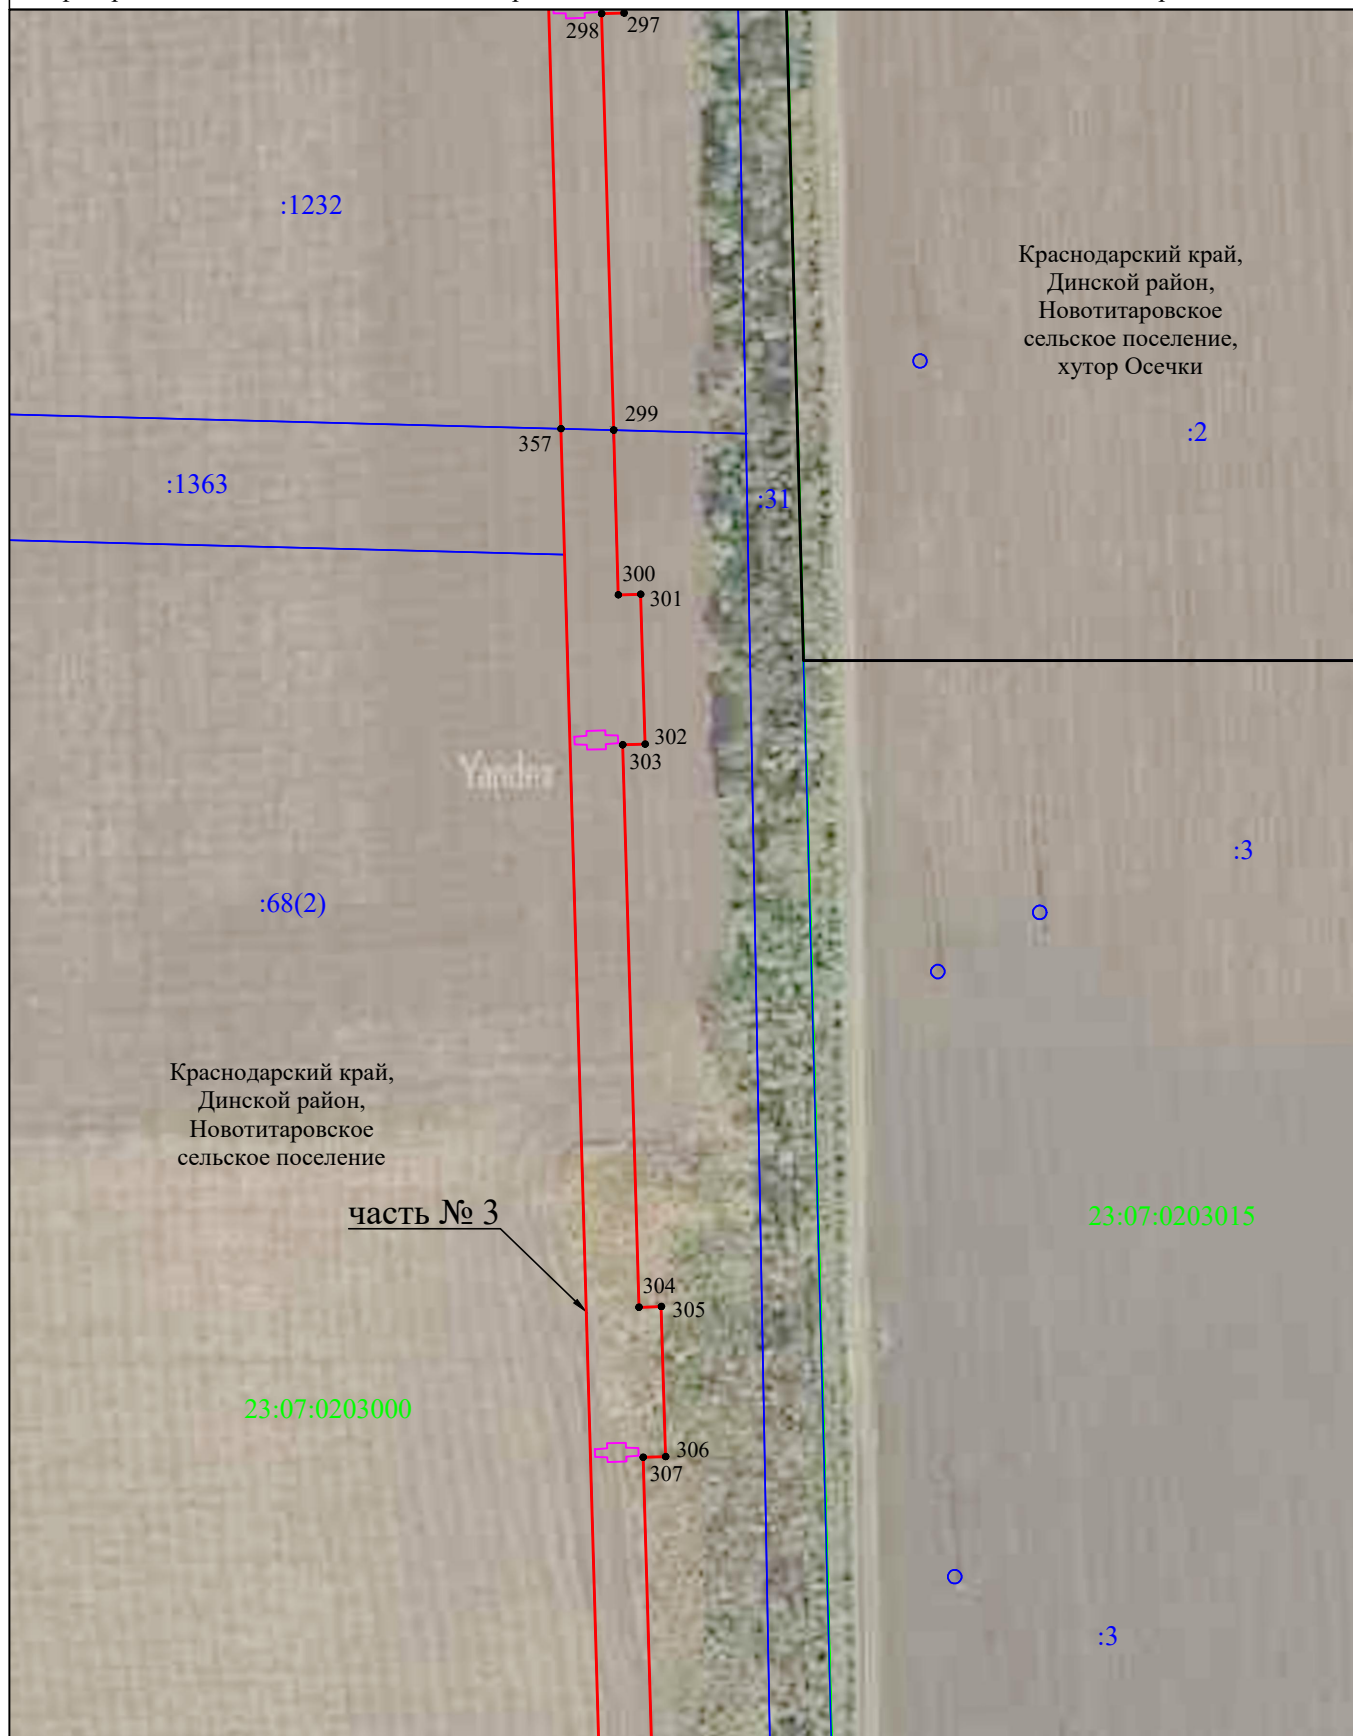 298
297
:1232
Краснодарский край,
Динской район,
Новотитаровское
сельское поселение,
хутор Осечки
299
357
:2
:1363
:31
300
301
302
303
Yandex
:3
:68(2)
Краснодарский край,
Динской район,
Новотитаровское
сельское поселение
часть № 3
23:07:0203015
304
305
23:07:0203000
306
307
:3